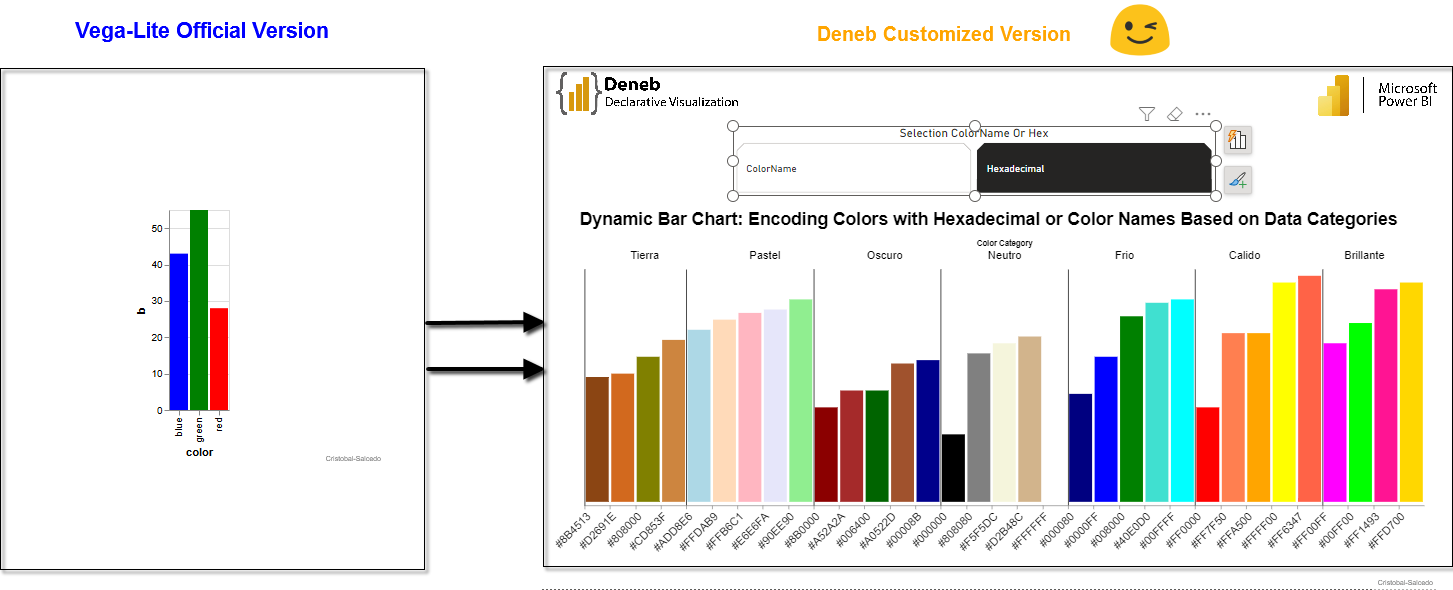 Vega-Lite Official Version
Deneb Customized Version
Deneb
Declarative Visualization
Microsoft
Power BI
Selection ColorName Or Hex
ColorName
Hexadecimal
Dynamic Bar Chart: Encoding Colors with Hexadecimal or Color Names Based on Data Categories
Color Category
Tierra Pastel Oscuro Neutro Frio Calido Brillante
50
40
30
20
10
0
b
blue green red
color
Cristobal-Salcedo
#8B4513 #D2691E #808000 #CD853F #ADD8E6 #FFDAB9 #FFB6C1 #E6E6FA #90EE90 #8B0000 #A52A2A #006400 #A0522D #00008B #000000 #808080 #F5F5DC #D2B48C #FFFFFF #000080 #0000FF #008000 #40E0D0 #00FFFF #FF0000 #FF7F50 #FFA500 #FFFF00 #FF6347 #FF00FF #00FF00 #FF1493 #FFD700
Cristobal-Salcedo